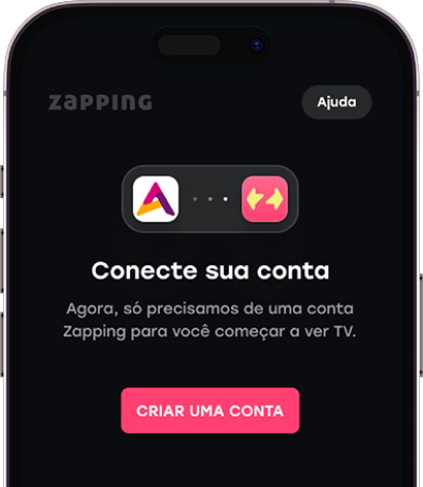 ZAPPING
Ajuda
Conecte sua conta
Agora, só precisamos de uma conta
Zapping para você começar a ver TV.
CRIAR UMA CONTA